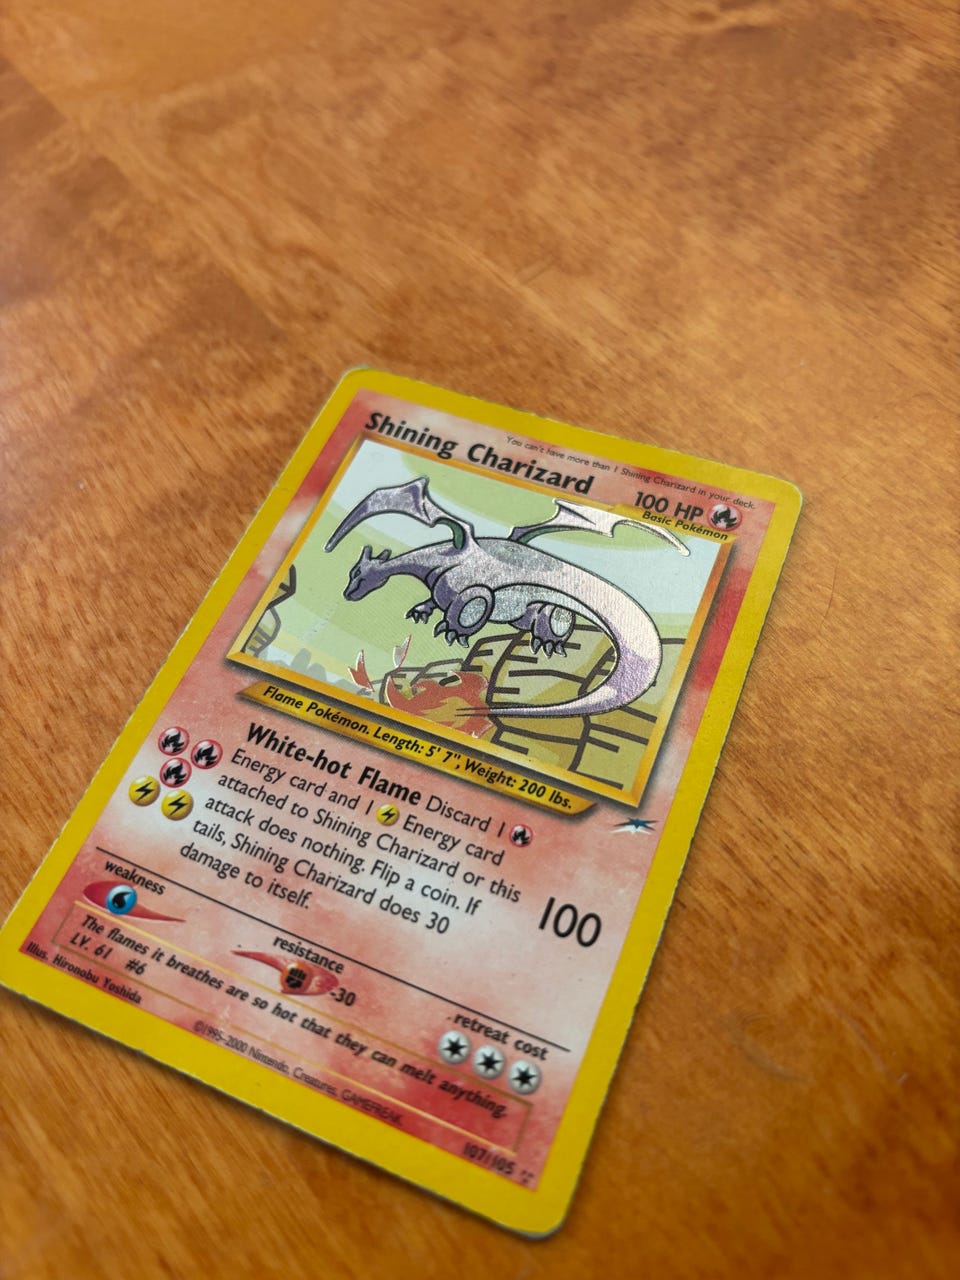 You can't have more than 1 Shining Charizard in your deck.
Shining Charizard
100 HP
Basic Pokémon
Flame Pokémon. Length: 5' 7", Weight: 200 lbs.
White-hot Flame Discard 1
Energy card and 1 Energy card
attached to Shining Charizard or this
attack does nothing. Flip a coin. If
tails, Shining Charizard does 30
damage to itself.
100
weakness
resistance
-30
retreat cost
The flames it breathes are so hot that they can melt anything.
LV. 61 #6
Illus. Hironobu Yoshida
©1995-2000 Nintendo, Creatures, GAMEFREAK.
107/105